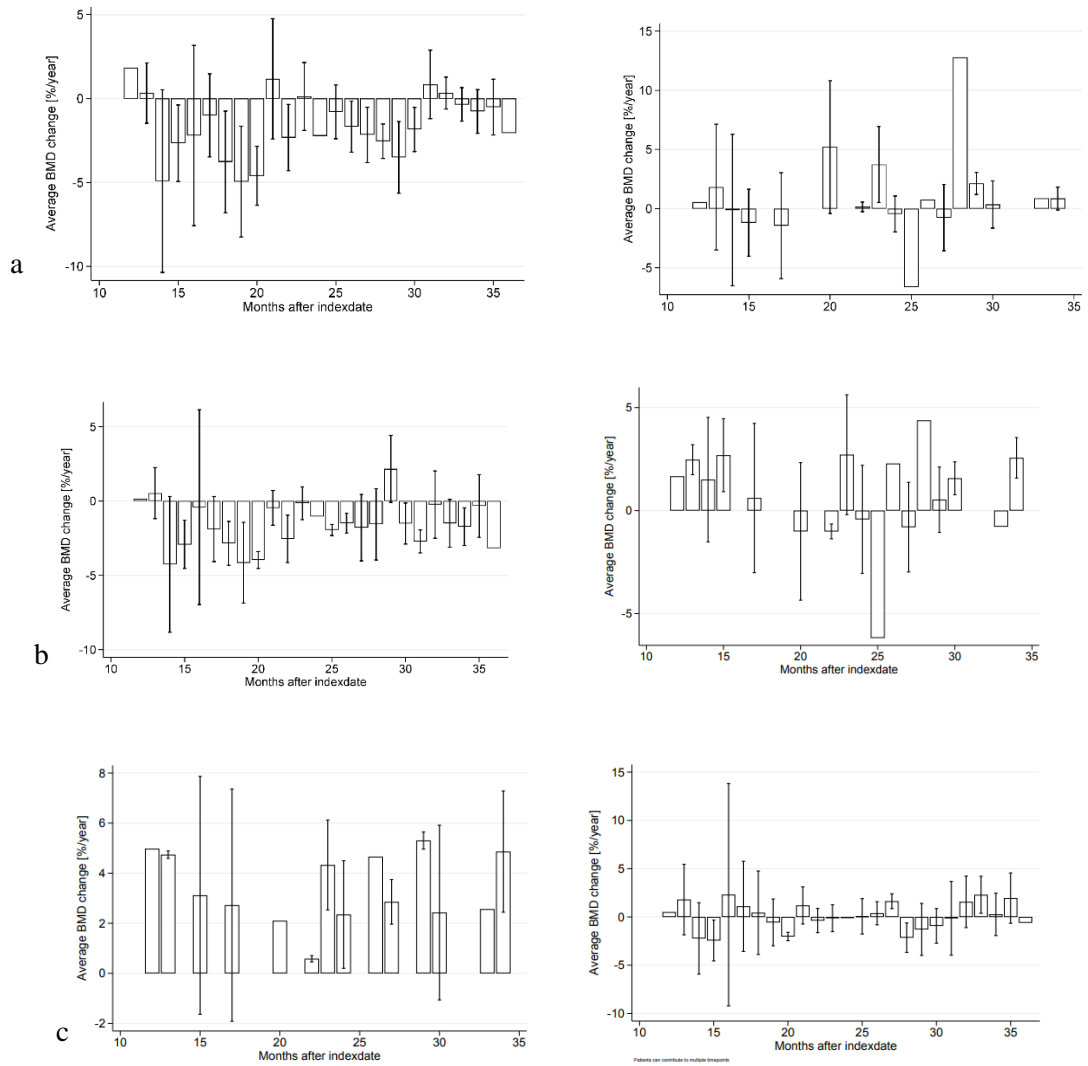 5
0
-5
-10
Average BMD change [%/year]
10 15 20 25 30 35
Months after indexdate
15
10
5
0
-5
Average BMD change [%/year]
10 15 20 25 30 35
Months after indexdate
a
5
0
-5
-10
Average BMD change [%/year]
10 15 20 25 30 35
Months after indexdate
5
0
-5
Average BMD change [%/year]
10 15 20 25 30 35
Months after indexdate
b
8
6
4
2
0
-2
Average BMD change [%/year]
10 15 20 25 30 35
Months after indexdate
15
10
5
0
-5
-10
Average BMD change [%/year]
10 15 20 25 30 35
Months after indexdate
Patients can contribute to multiple timepoints
c